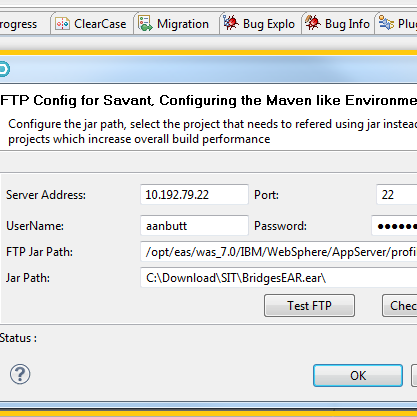 rogress ClearCase Migration Bug Explo Bug Info Plug
FTP Config for Savant, Configuring the Maven like Environme
Configure the jar path, select the project that needs to refered using jar instead
projects which increase overall build performance
Server Address: 10.192.79.22 Port: 22
UserName: aanbutt Password: ●●●●●●
FTP Jar Path: /opt/eas/was_7.0/IBM/WebSphere/AppServer/profi
Jar Path: C:\Download\SIT\BridgesEAR.ear\
Test FTP Chec
Status :
? OK